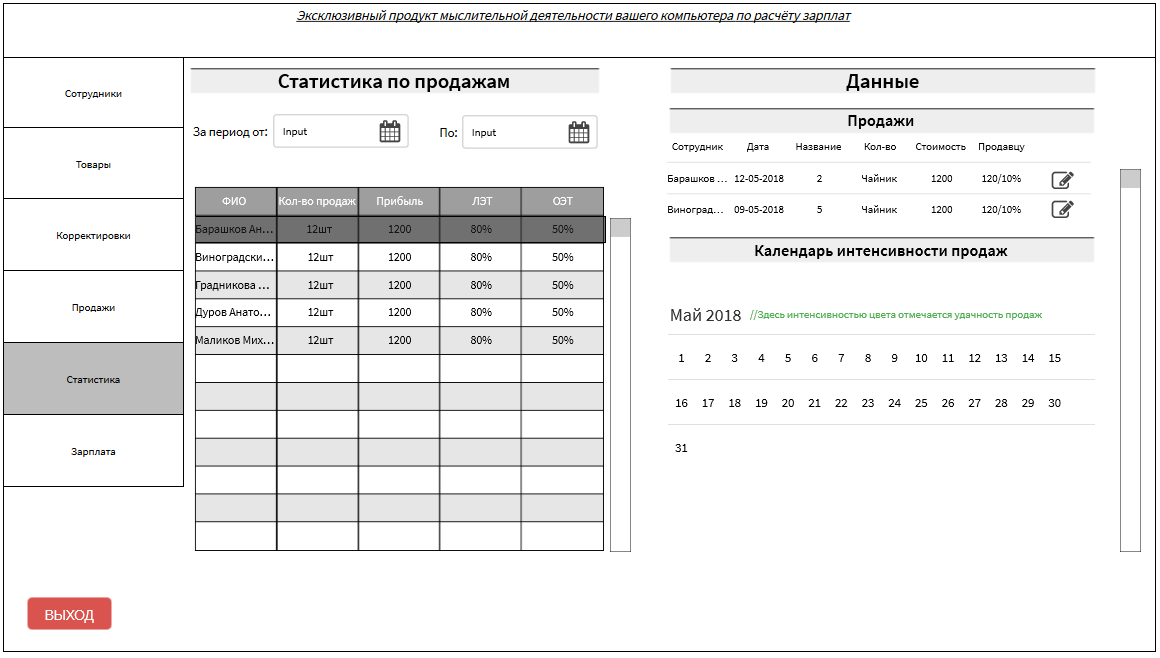 Эксклюзивный продукт мыслительной деятельности вашего компьютера по расчёту зарплат
Сотрудники
Товары
Корректировки
Продажи
Статистика
Зарплата
ВЫХОД
Статистика по продажам
За период от: Input По: Input
ФИО Кол-во продаж Прибыль ЛЭТ ОЭТ
Барашков Ан... 12шт 1200 80% 50%
Виноградски... 12шт 1200 80% 50%
Градникова ... 12шт 1200 80% 50%
Дуров Анато... 12шт 1200 80% 50%
Маликов Мих... 12шт 1200 80% 50%
Данные
Продажи
Сотрудник Дата Название Кол-во Стоимость Продавцу
Барашков ... 12-05-2018 2 Чайник 1200 120/10%
Виноград... 09-05-2018 5 Чайник 1200 120/10%
Календарь интенсивности продаж
Май 2018 //Здесь интенсивностью цвета отмечается удачность продаж
1 2 3 4 5 6 7 8 9 10 11 12 13 14 15
16 17 18 19 20 21 22 23 24 25 26 27 28 29 30
31